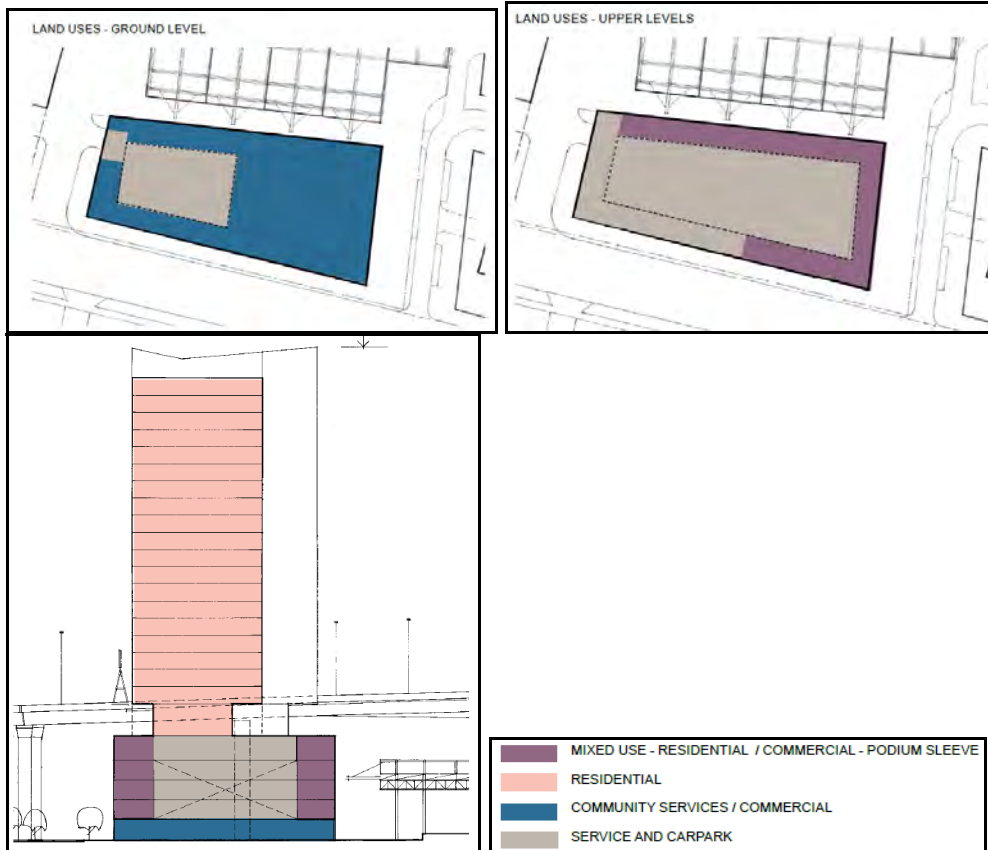 LAND USES - GROUND LEVEL
LAND USES - UPPER LEVELS
MIXED USE - RESIDENTIAL / COMMERCIAL - PODIUM SLEEVE
RESIDENTIAL
COMMUNITY SERVICES / COMMERCIAL
SERVICE AND CARPARK